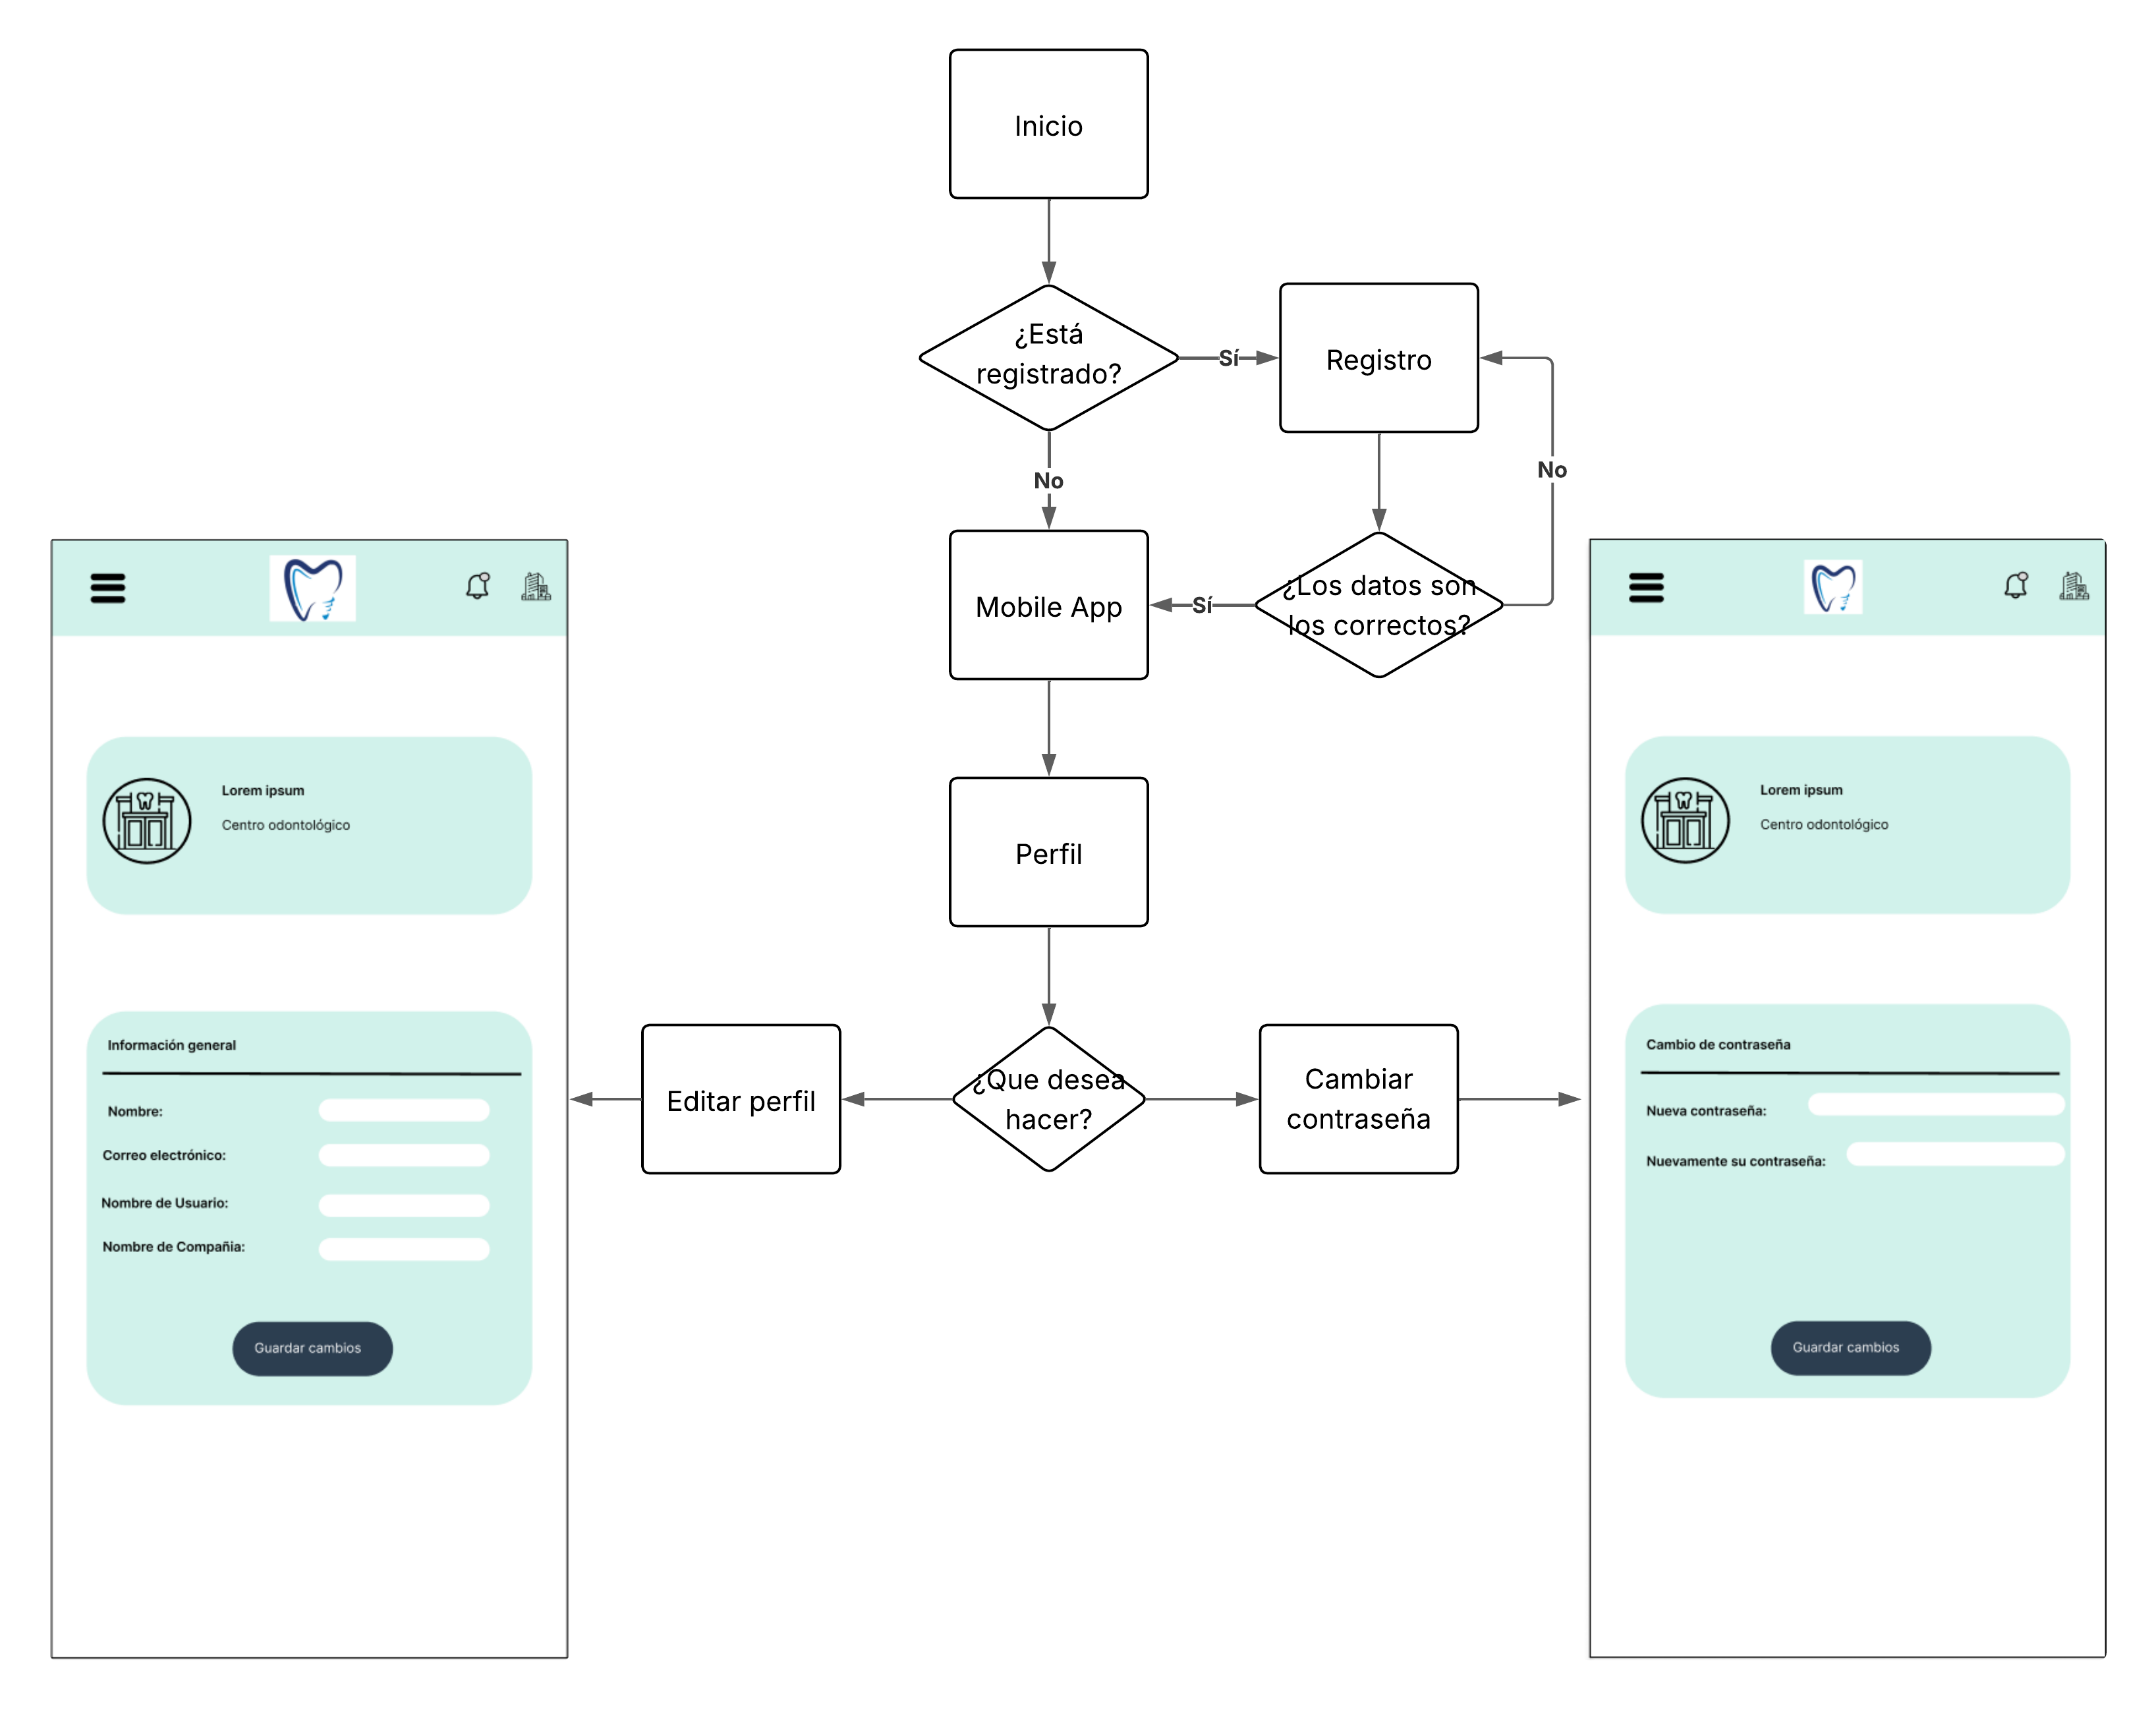 Inicio
¿Está
registrado?
Sí
Registro
No
No
Mobile App
Sí
¿Los datos son
los correctos?
Perfil
¿Que desea
hacer?
Editar perfil
Cambiar
contraseña
Lorem ipsum
Centro odontológico
Información general
Nombre:
Correo electrónico:
Nombre de Usuario:
Nombre de Compañia:
Guardar cambios
Lorem ipsum
Centro odontológico
Cambio de contraseña
Nueva contraseña:
Nuevamente su contraseña:
Guardar cambios